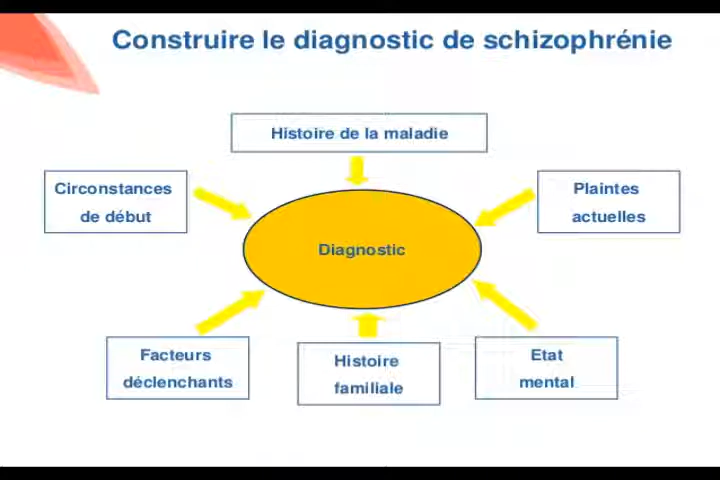 Construire le diagnostic de schizophrénie
Histoire de la maladie
Circonstances
de début
Plaintes
actuelles
Diagnostic
Facteurs
déclenchants
Histoire
familiale
Etat
mental